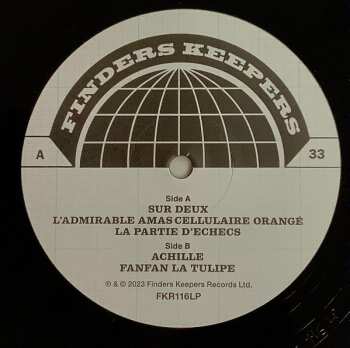 FINDERS KEEPERS
A
33
Side A
SUR DEUX
L'ADMIRABLE AMAS CELLULAIRE ORANGÉ
LA PARTIE D'ECHECS
Side B
ACHILLE
FANFAN LA TULIPE
℗ & © 2023 Finders Keepers Records Ltd.
FKR116LP